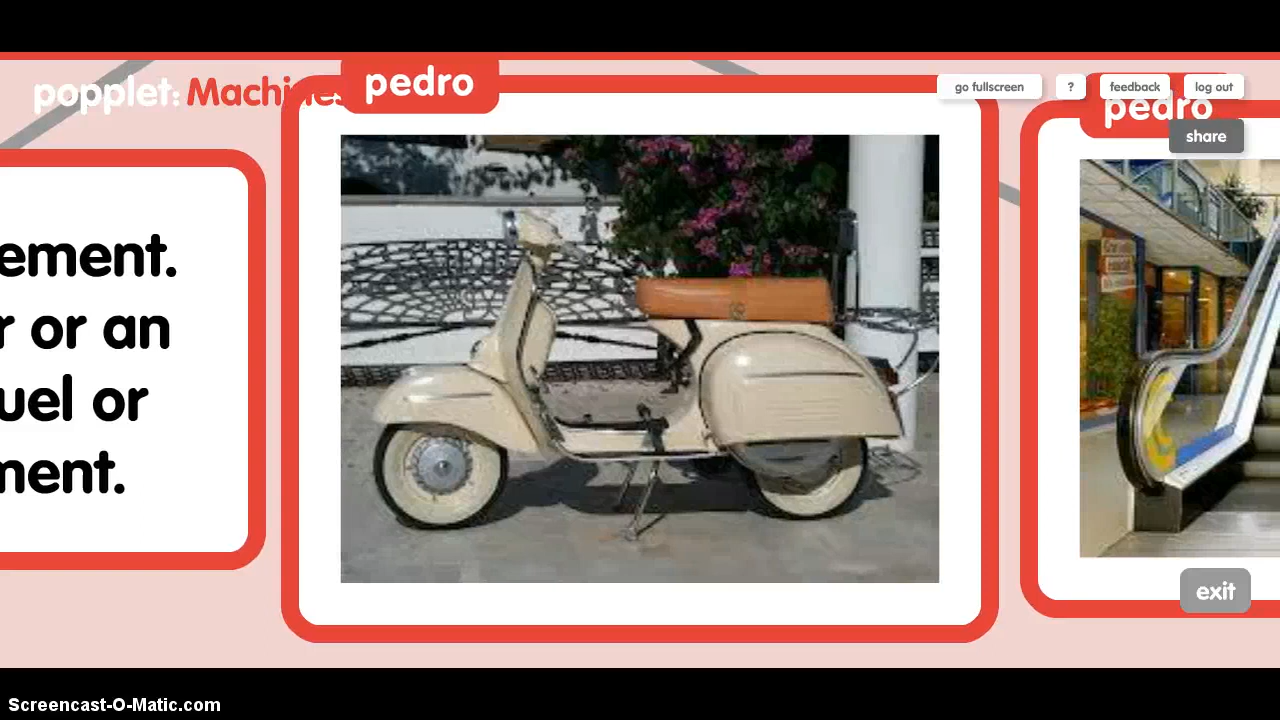 popplet: Machines
pedro
go fullscreen
?
feedback
log out
pedro
share
ement.
r or an
uel or
ment.
exit
Screencast-O-Matic.com